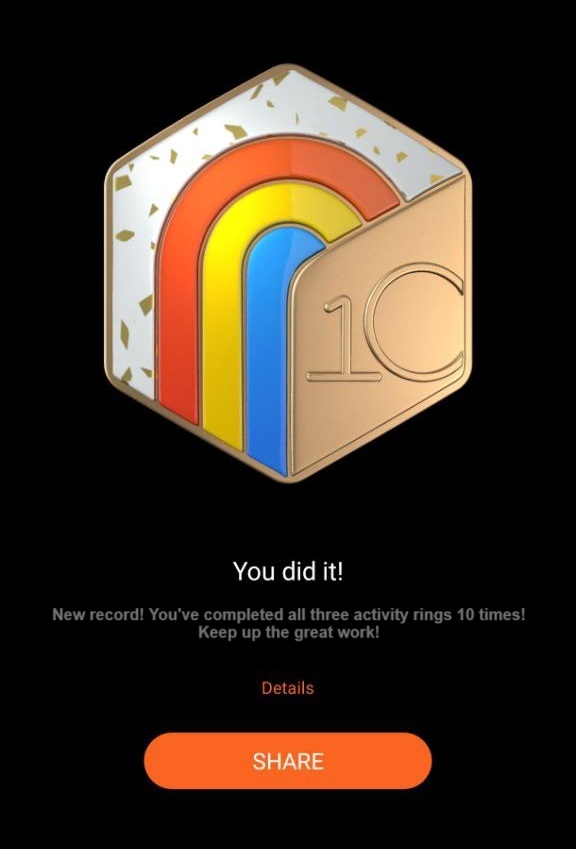 10
You did it!
New record! You've completed all three activity rings 10 times!
Keep up the great work!
Details
SHARE